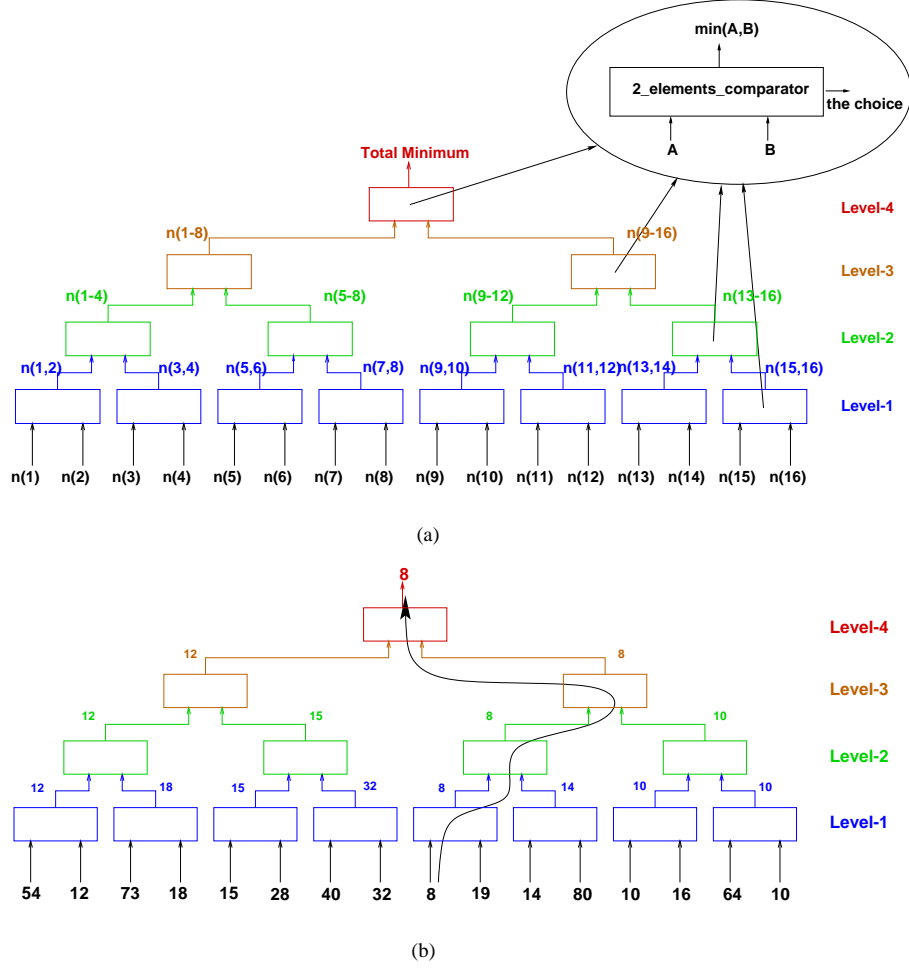 min(A,B)
2_elements_comparator
the choice
A B
Total Minimum
Level-4
n(1-8) n(9-16)
Level-3
n(1-4) n(5-8) n(9-12) n(13-16)
Level-2
n(1,2) n(3,4) n(5,6) n(7,8) n(9,10) n(11,12) n(13,14) n(15,16)
Level-1
n(1) n(2) n(3) n(4) n(5) n(6) n(7) n(8) n(9) n(10) n(11) n(12) n(13) n(14) n(15) n(16)
(a)
8
Level-4
12 8
Level-3
12 15 8 10
Level-2
12 18 15 32 8 14 10 10
Level-1
54 12 73 18 15 28 40 32 8 19 14 80 10 16 64 10
(b)